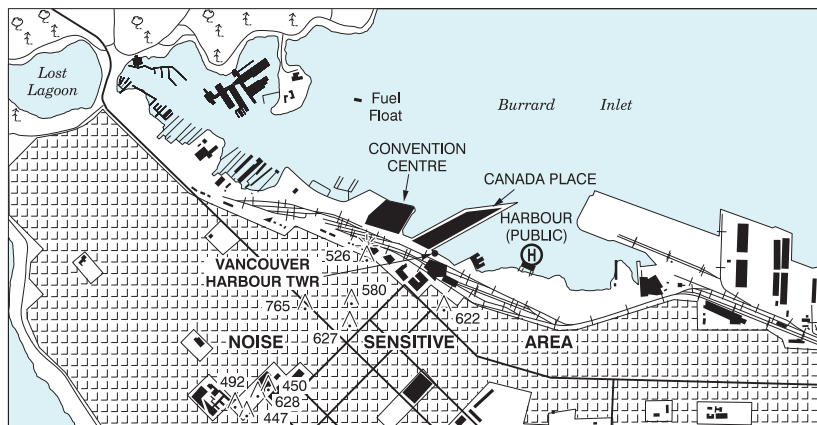 Lost
Lagoon
Fuel
Float
Burrard Inlet
CONVENTION
CENTRE
CANADA PLACE
HARBOUR
(PUBLIC)
H
526
VANCOUVER
HARBOUR TWR
580
765
622
627
NOISE SENSITIVE AREA
492
450
628
447